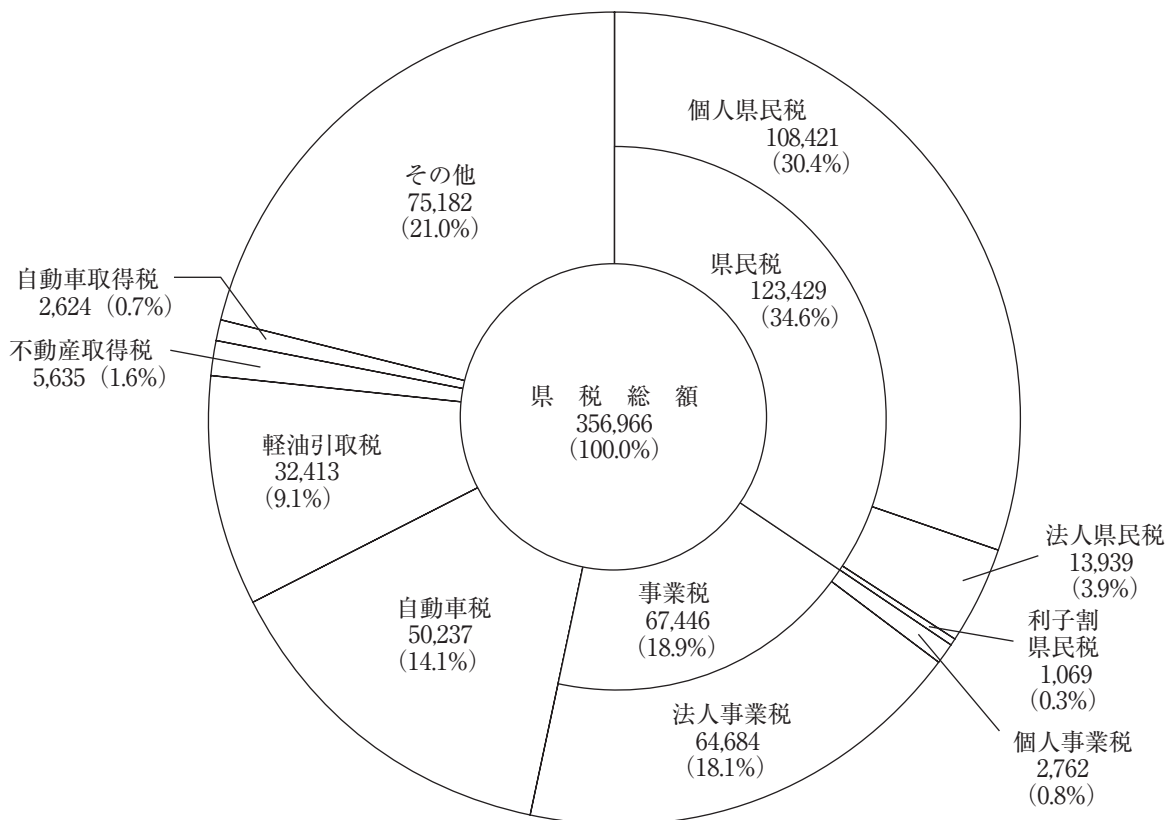 個人県民税
108,421
（30.4%）
その他
75,182
（21.0%）
県民税
123,429
（34.6%）
自動車取得税
2,624（0.7%）
不動産取得税
5,635（1.6%）
県税総額
356,966
（100.0%）
軽油引取税
32,413
（9.1%）
法人県民税
13,939
（3.9%）
自動車税
50,237
（14.1%）
事業税
67,446
（18.9%）
利子割
県民税
1,069
（0.3%）
法人事業税
64,684
（18.1%）
個人事業税
2,762
（0.8%）